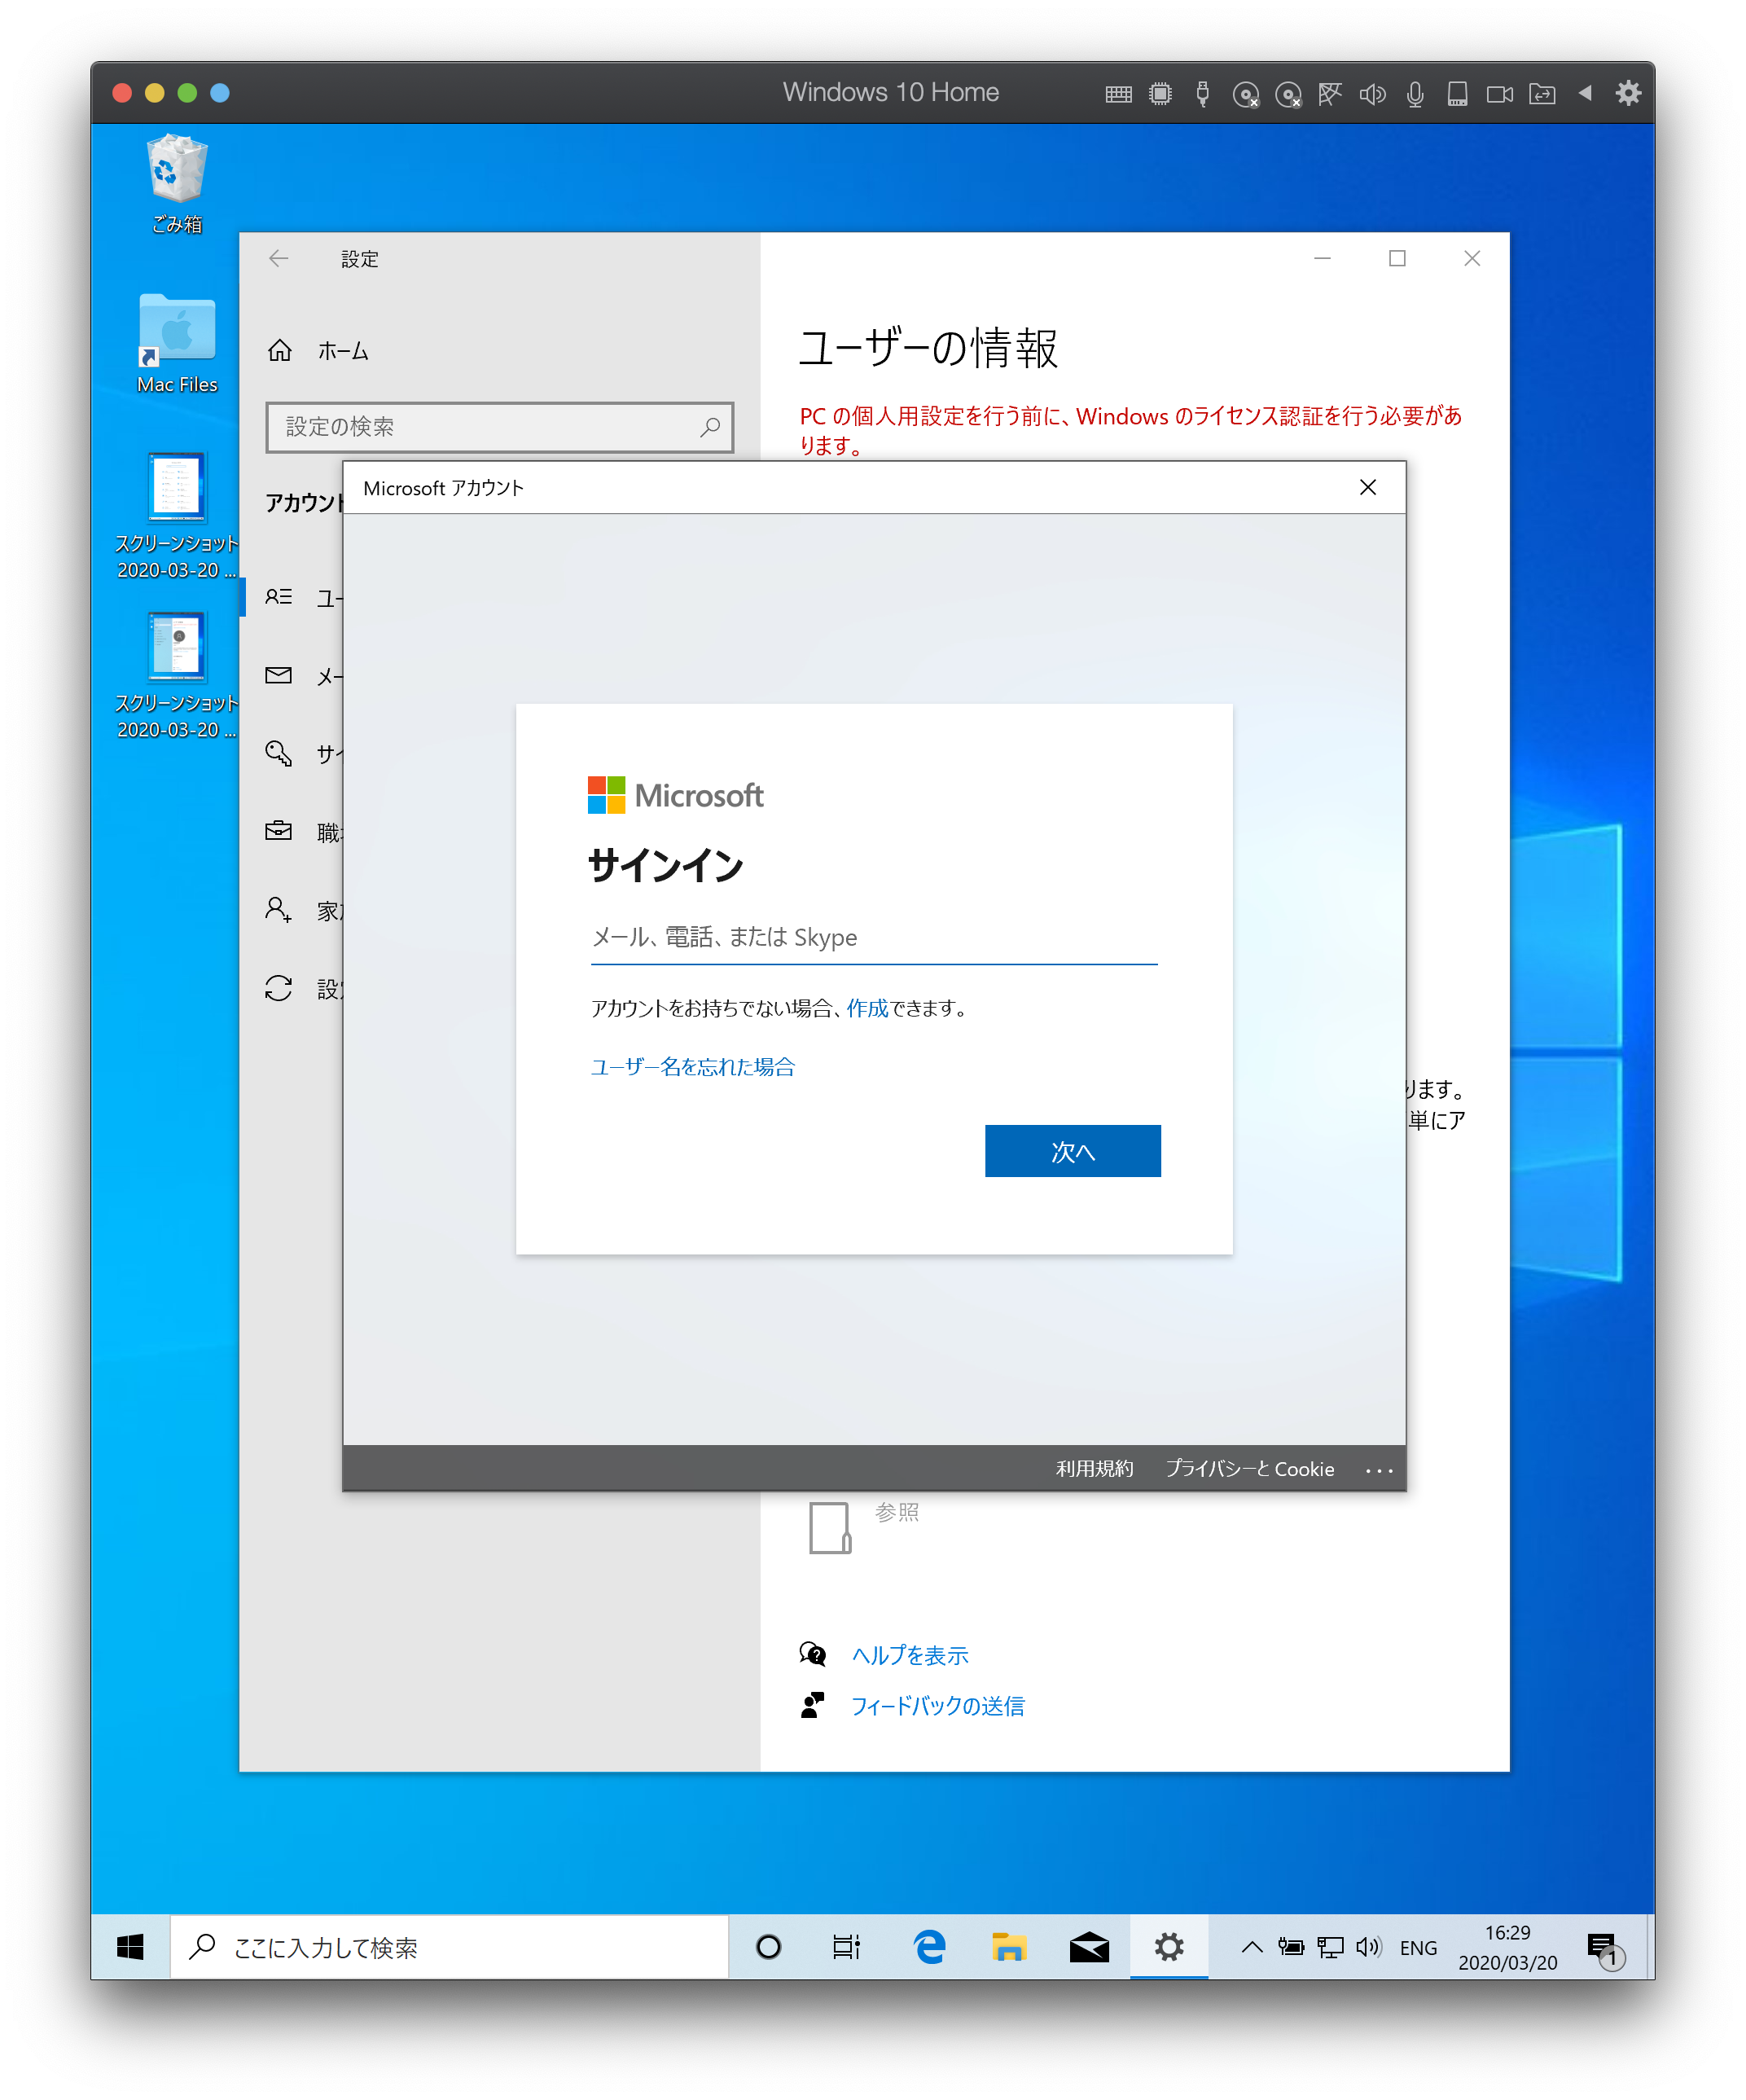 Windows 10 Home
ごみ箱
Mac Files
スクリーンショット
2020-03-20 ...
スクリーンショット
2020-03-20 ...
設定
ホーム
設定の検索
アカウント
ユー
メー
サイ
職
家
設
ユーザーの情報
PC の個人用設定を行う前に、Windows のライセンス認証を行う必要があ
ります。
Microsoft アカウント
Microsoft
サインイン
メール、電話、または Skype
アカウントをお持ちでない場合、作成できます。
ユーザー名を忘れた場合
次へ
ります。
単にア
利用規約 プライバシーと Cookie ...
参照
ヘルプを表示
フィードバックの送信
ここに入力して検索
ENG
16:29
2020/03/20
1